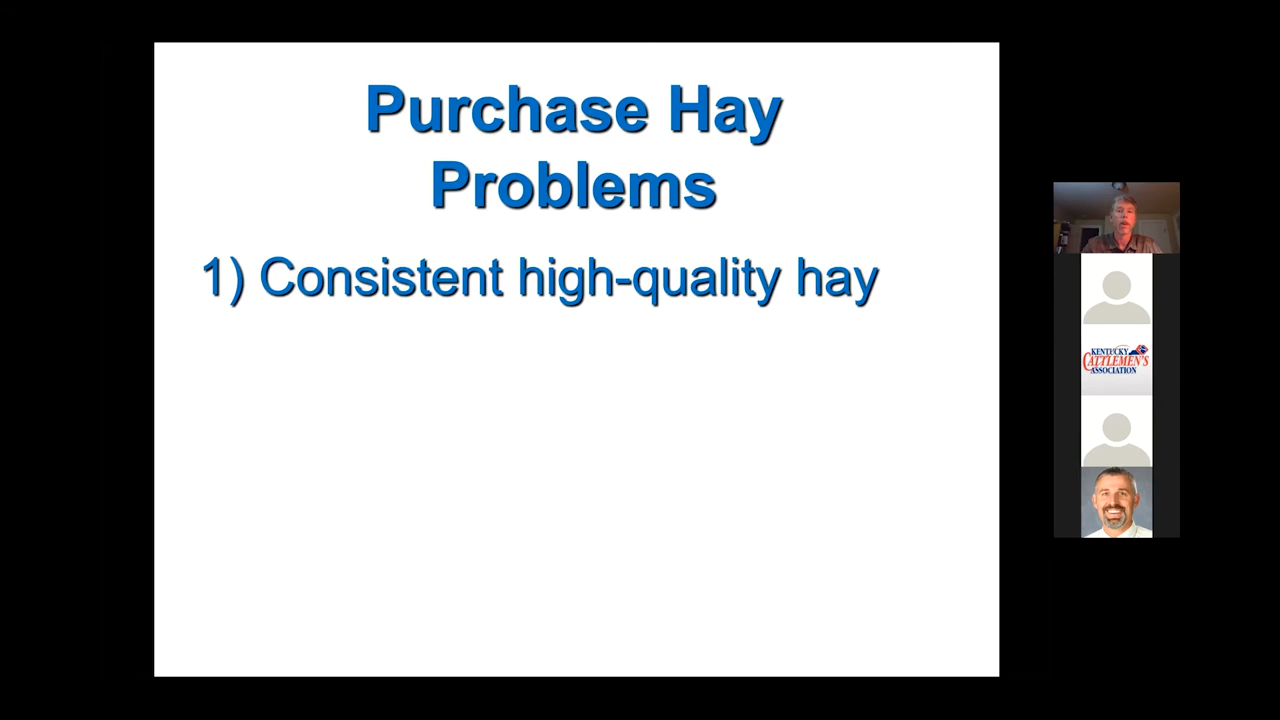 Purchase Hay
Problems
1) Consistent high-quality hay
KENTUCKY
CATTLEMEN'S
ASSOCIATION